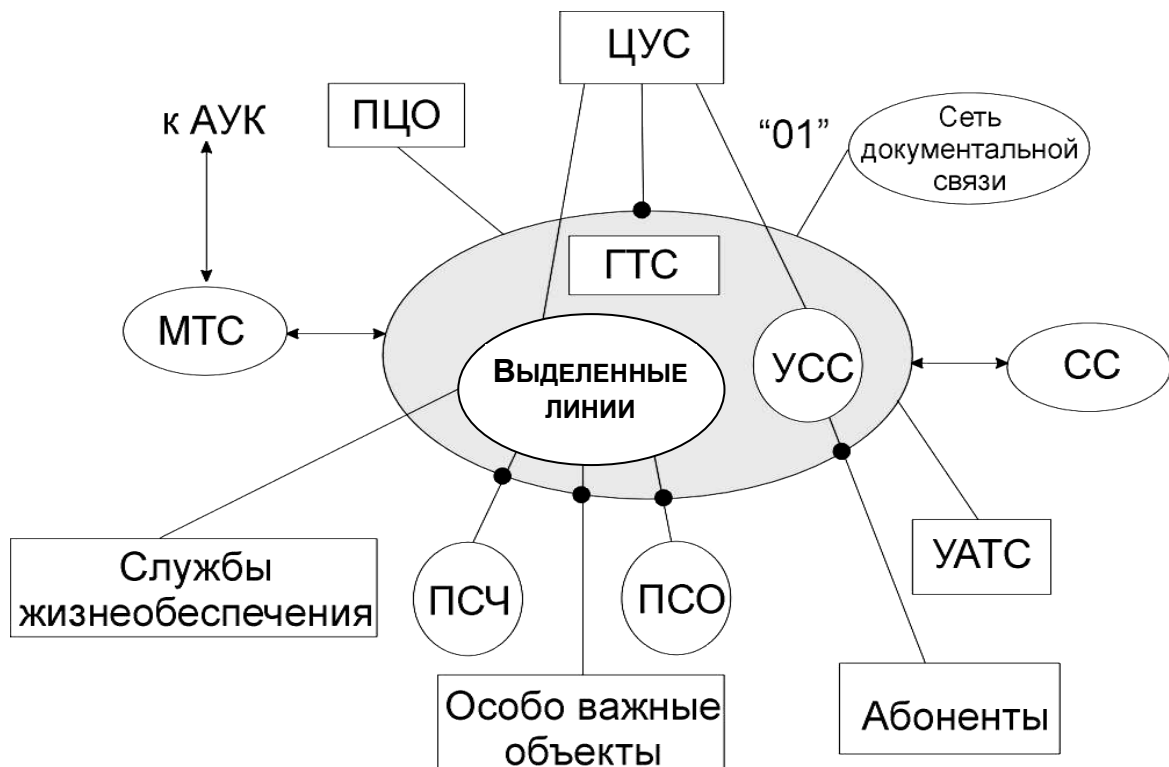 ЦУС
ПЦО
к АУК
“01”
Сеть
документальной
связи
ГТС
МТС
Выделенные
линии
УСС
СС
Службы
жизнеобеспечения
ПСЧ
ПСО
УАТС
Особо важные
объекты
Абоненты